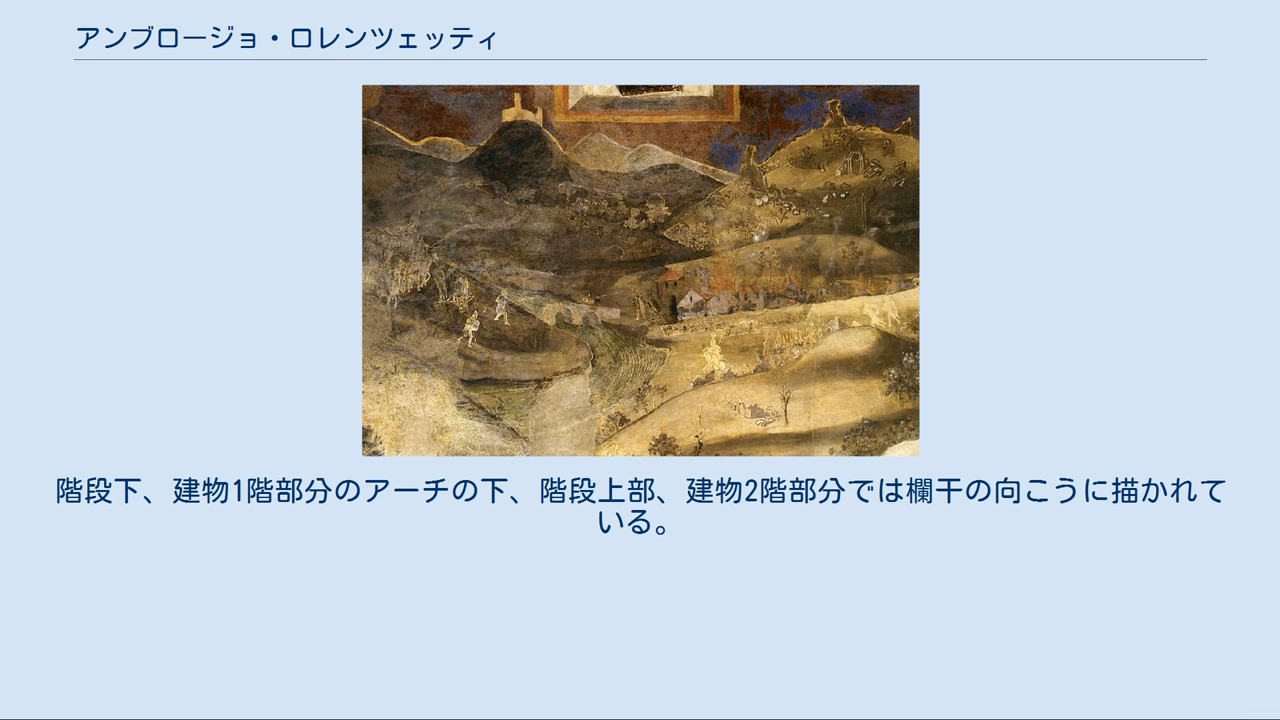 アンブロージョ・ロレンツェッティ
階段下、建物1階部分のアーチの下、階段上部、建物2階部分では欄干の向こうに描かれて
いる。